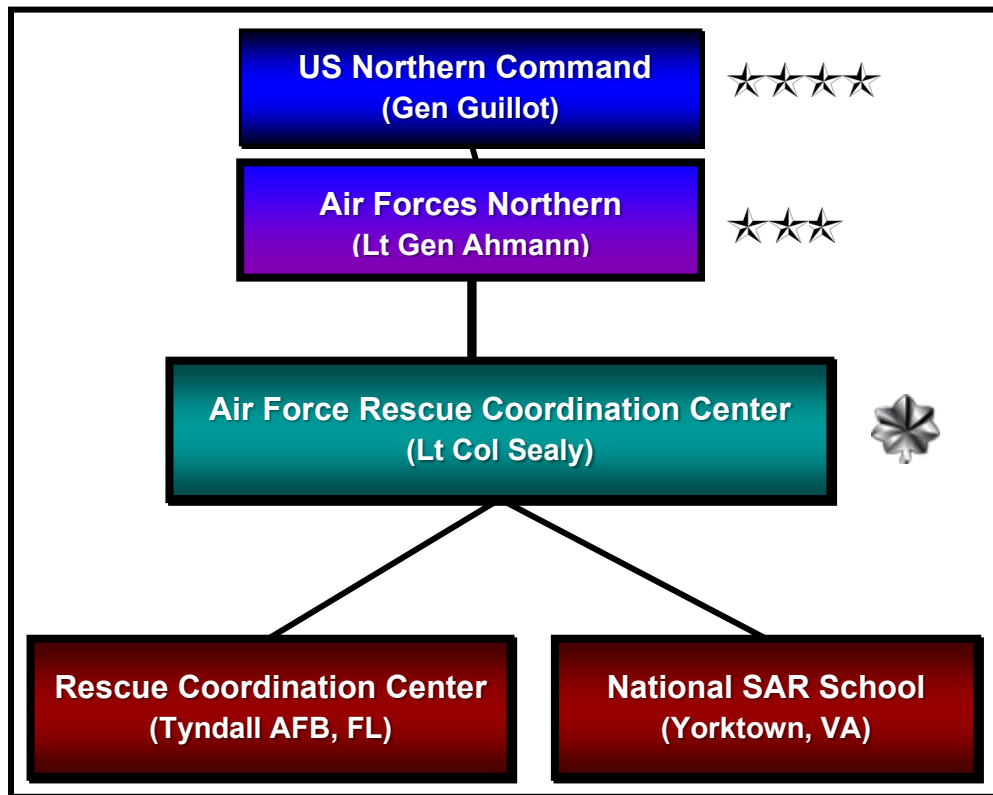 US Northern Command
(Gen Guillot)
Air Forces Northern
(Lt Gen Ahmann)
Air Force Rescue Coordination Center
(Lt Col Sealy)
Rescue Coordination Center
(Tyndall AFB, FL)
National SAR School
(Yorktown, VA)